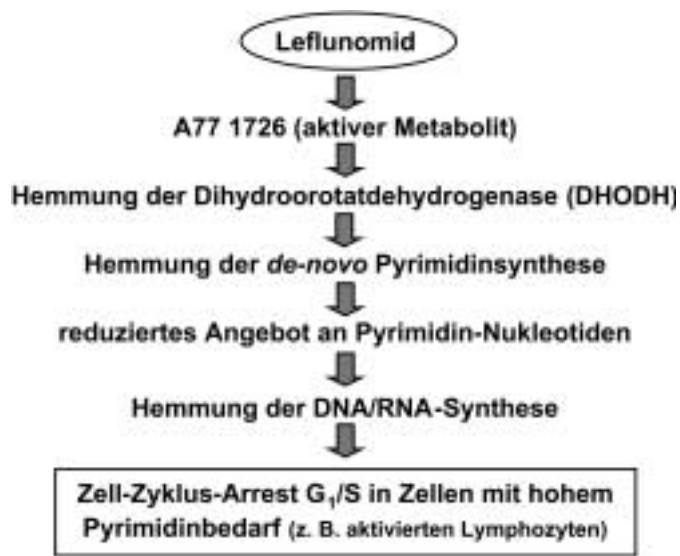 Leflunomid
A77 1726 (aktiver Metabolit)
Hemmung der Dihydroorotatdehydrogenase (DHODH)
Hemmung der de-novo Pyrimidinsynthese
reduziertes Angebot an Pyrimidin-Nukleotiden
Hemmung der DNA/RNA-Synthese
Zell-Zyklus-Arrest G₁/S in Zellen mit hohem
Pyrimidinbedarf (z. B. aktivierten Lymphozyten)